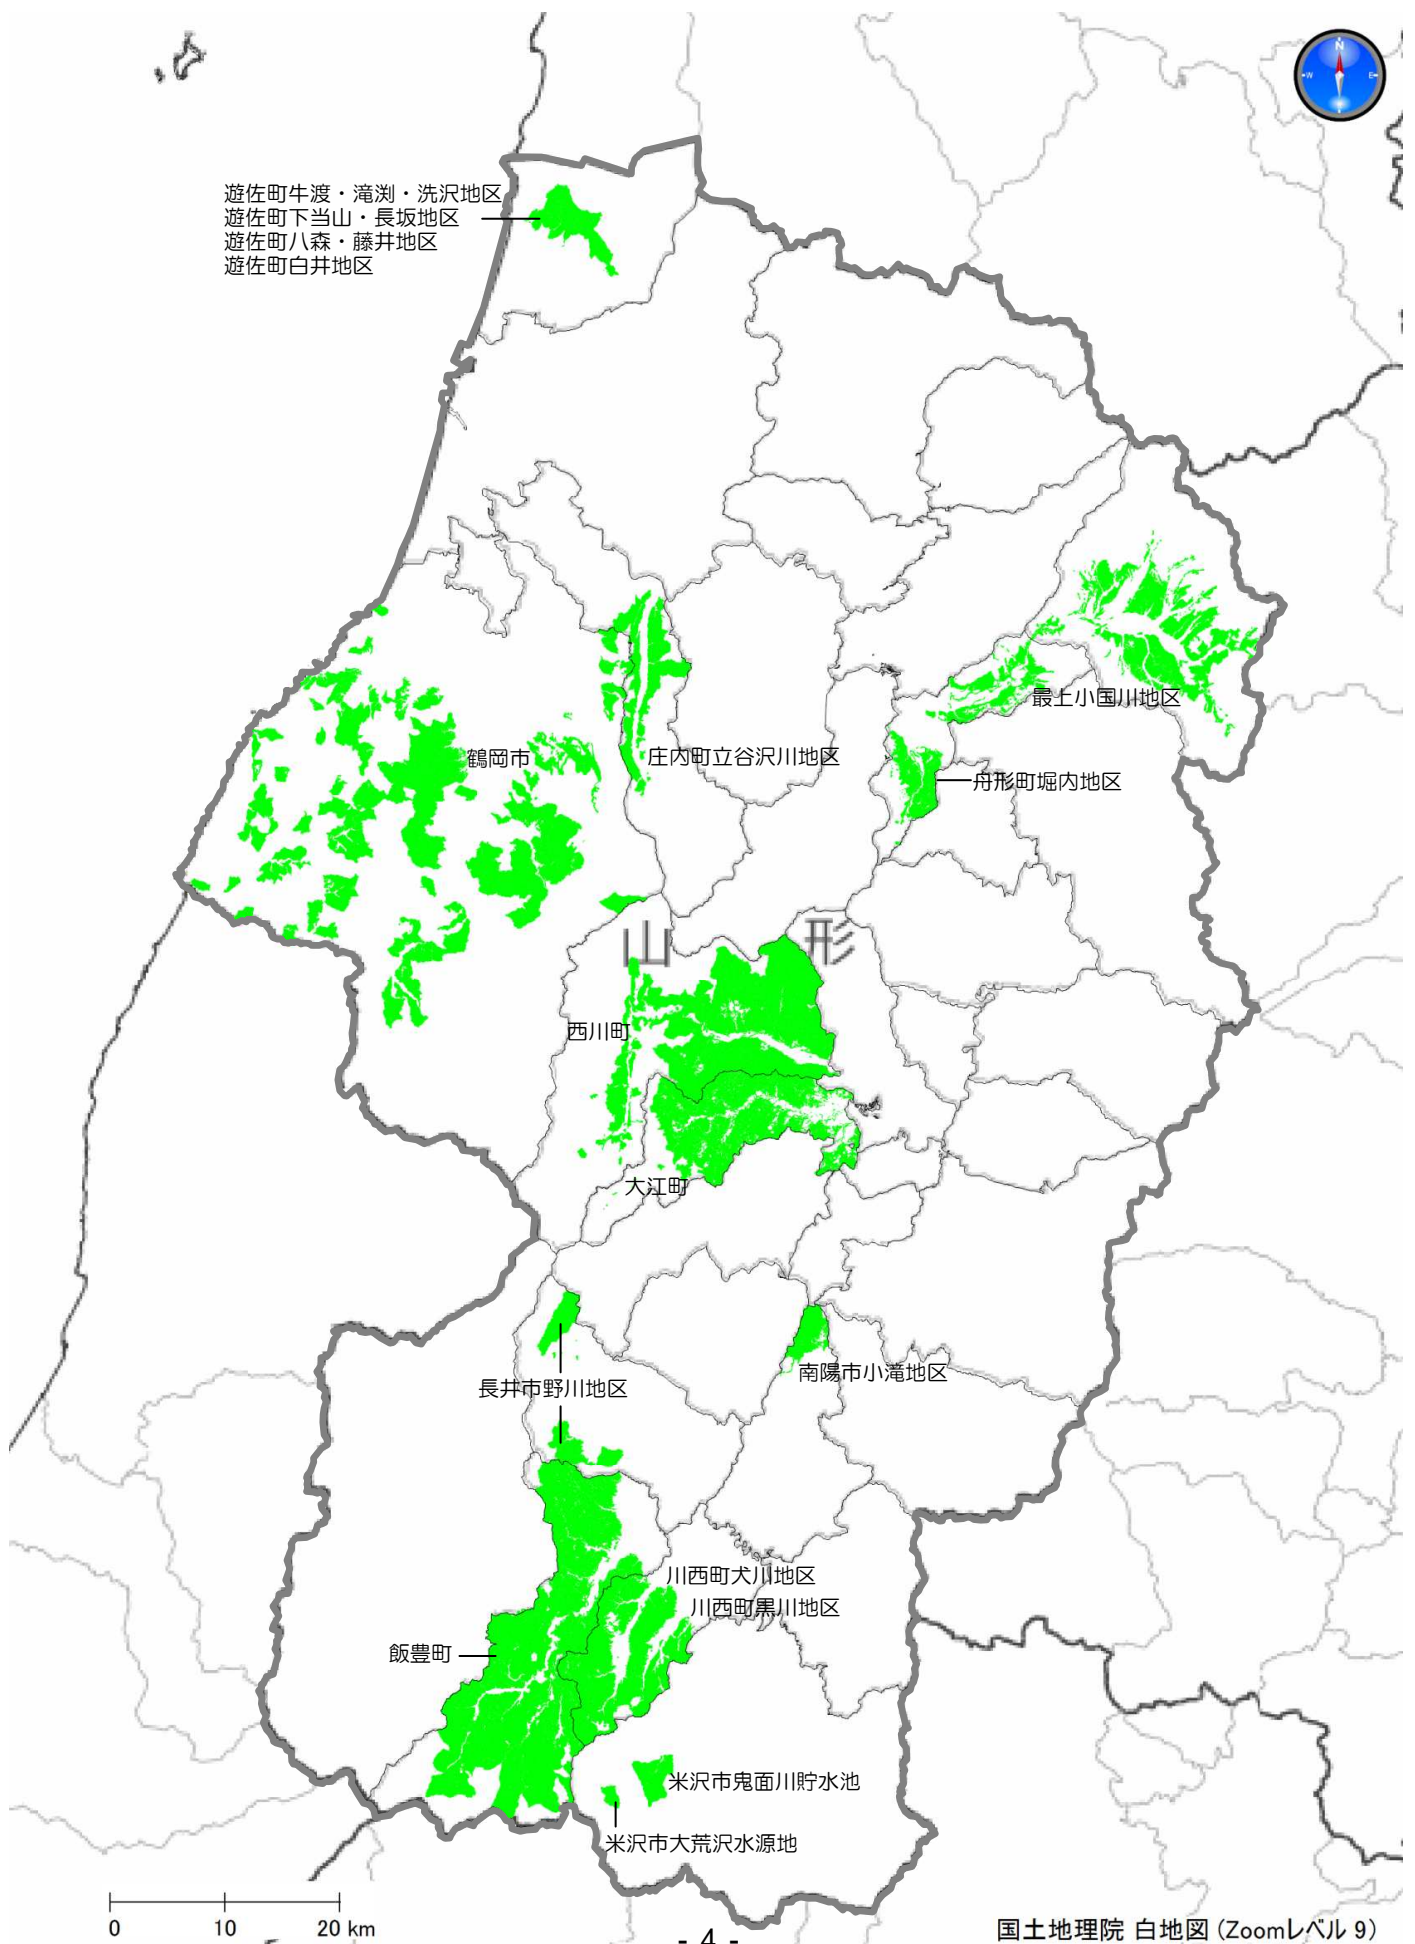 N
W
E
遊佐町牛渡・滝渕・洗沢地区
遊佐町下当山・長坂地区
遊佐町八森・藤井地区
遊佐町白井地区
最上小国川地区
鶴岡市
庄内町立谷沢川地区
舟形町堀内地区
山形
西川町
大江町
南陽市小滝地区
長井市野川地区
川西町犬川地区
川西町黒川地区
飯豊町
米沢市鬼面川貯水池
米沢市大荒沢水源地
0 10 20 km
- 4 -
国土地理院 白地図 (Zoomレベル 9)